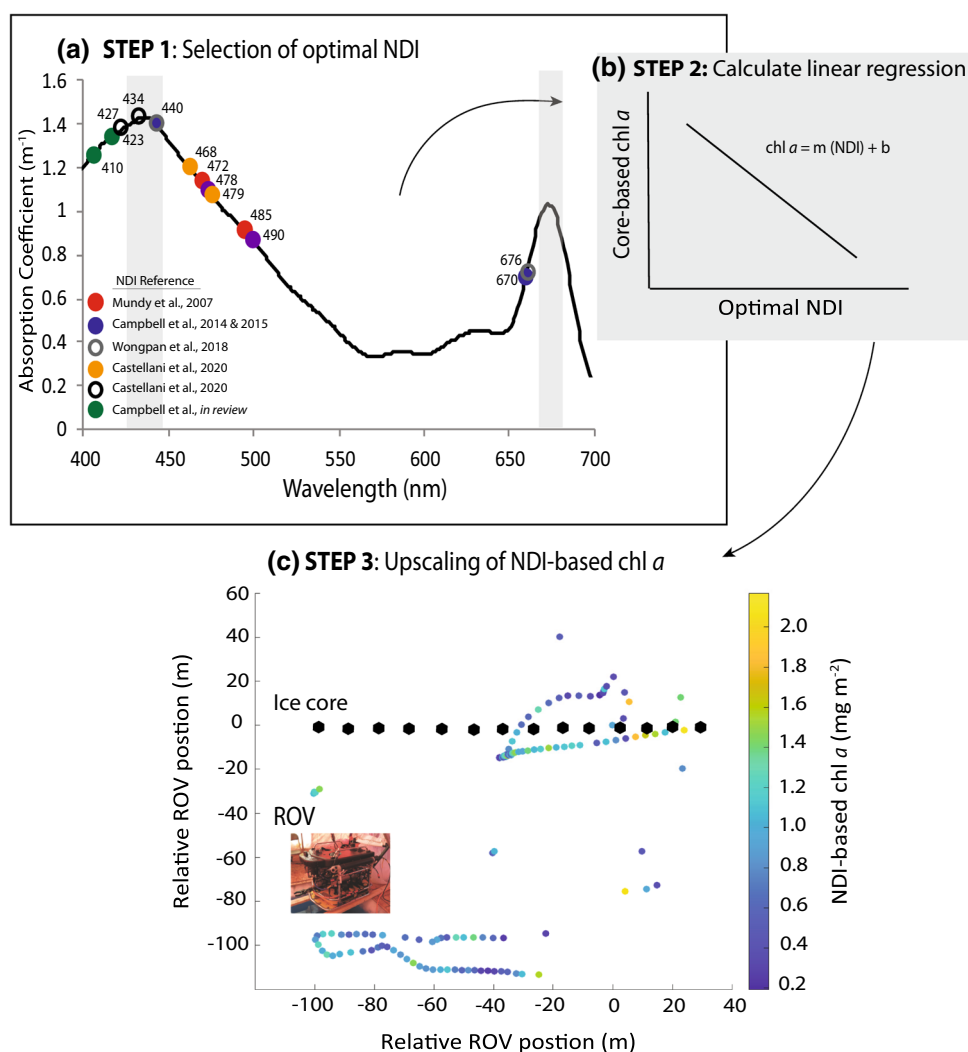 (a) STEP 1: Selection of optimal NDI
Absorption Coefficient (m⁻¹)
1.6
1.4
1.2
1
0.8
0.6
0.4
0.2
0
434
427
440
423
410
468
472
478
479
485
490
676
670
NDI Reference
Mundy et al., 2007
Campbell et al., 2014 & 2015
Wongpan et al., 2018
Castellani et al., 2020
Castellani et al., 2020
Campbell et al., in review
400
450
500
550
600
650
700
Wavelength (nm)
(b) STEP 2: Calculate linear regression
Core-based chl a
chl a = m (NDI) + b
Optimal NDI
(c) STEP 3: Upscaling of NDI-based chl a
Relative ROV postion (m)
60
40
20
0
-20
-40
-60
-80
-100
Ice core
ROV
-100
-80
-60
-40
-20
0
20
40
Relative ROV postion (m)
2.0
1.8
1.6
1.4
1.2
1.0
0.8
0.6
0.4
0.2
NDI-based chl a (mg m⁻²)